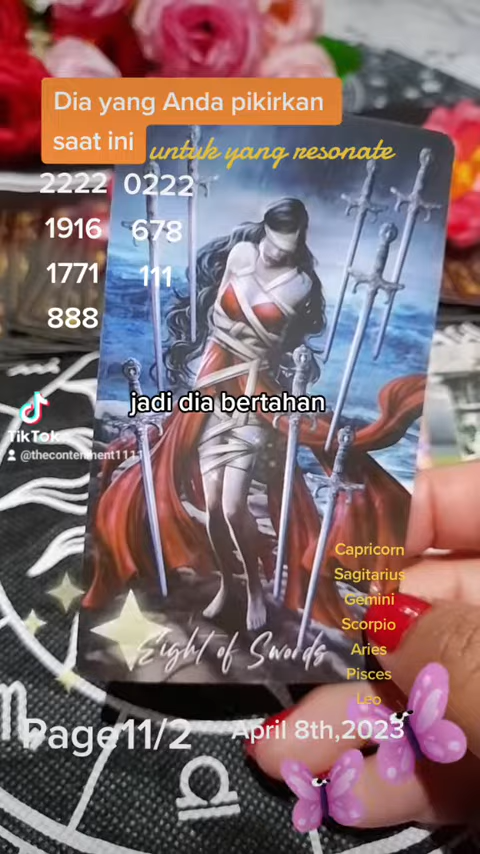 Dia yang Anda pikirkan
saat ini
untuk yang resonate
2222 0222
1916 678
1771 111
888
jadi dia bertahan
TikTok
@thecontentment1111
Capricorn
Sagitarius
Gemini
Scorpio
Aries
Pisces
Leo
Eight of Swords
Page11/2 April 8th,2023